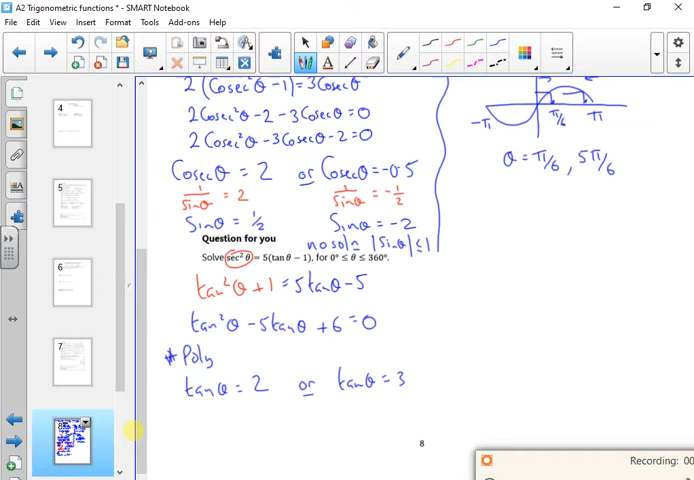 A2 Trigonometric functions * - SMART Notebook
File Edit View Insert Format Tools Add-ons Help
4
5
6
7
8
2(Cosec²θ-1)=3Cosecθ
2Cosec²θ-2-3Cosecθ=0
2Cosec²θ-3Cosecθ-2=0
Cosecθ = 2 or Cosecθ=-0.5
1/Sinθ = 2 1/Sinθ = -1/2
Sinθ = 1/2 Sinθ = -2
no solⁿ |Sinθ|≤1
-π π/6 π
θ = π/6, 5π/6
Question for you
Solve sec² θ = 5(tan θ − 1), for 0° ≤ θ ≤ 360°.
tan²θ+1=5tanθ-5
tan²θ-5tanθ+6=0
*Poly
tanθ=2 or tanθ=3
8
Recording: 00